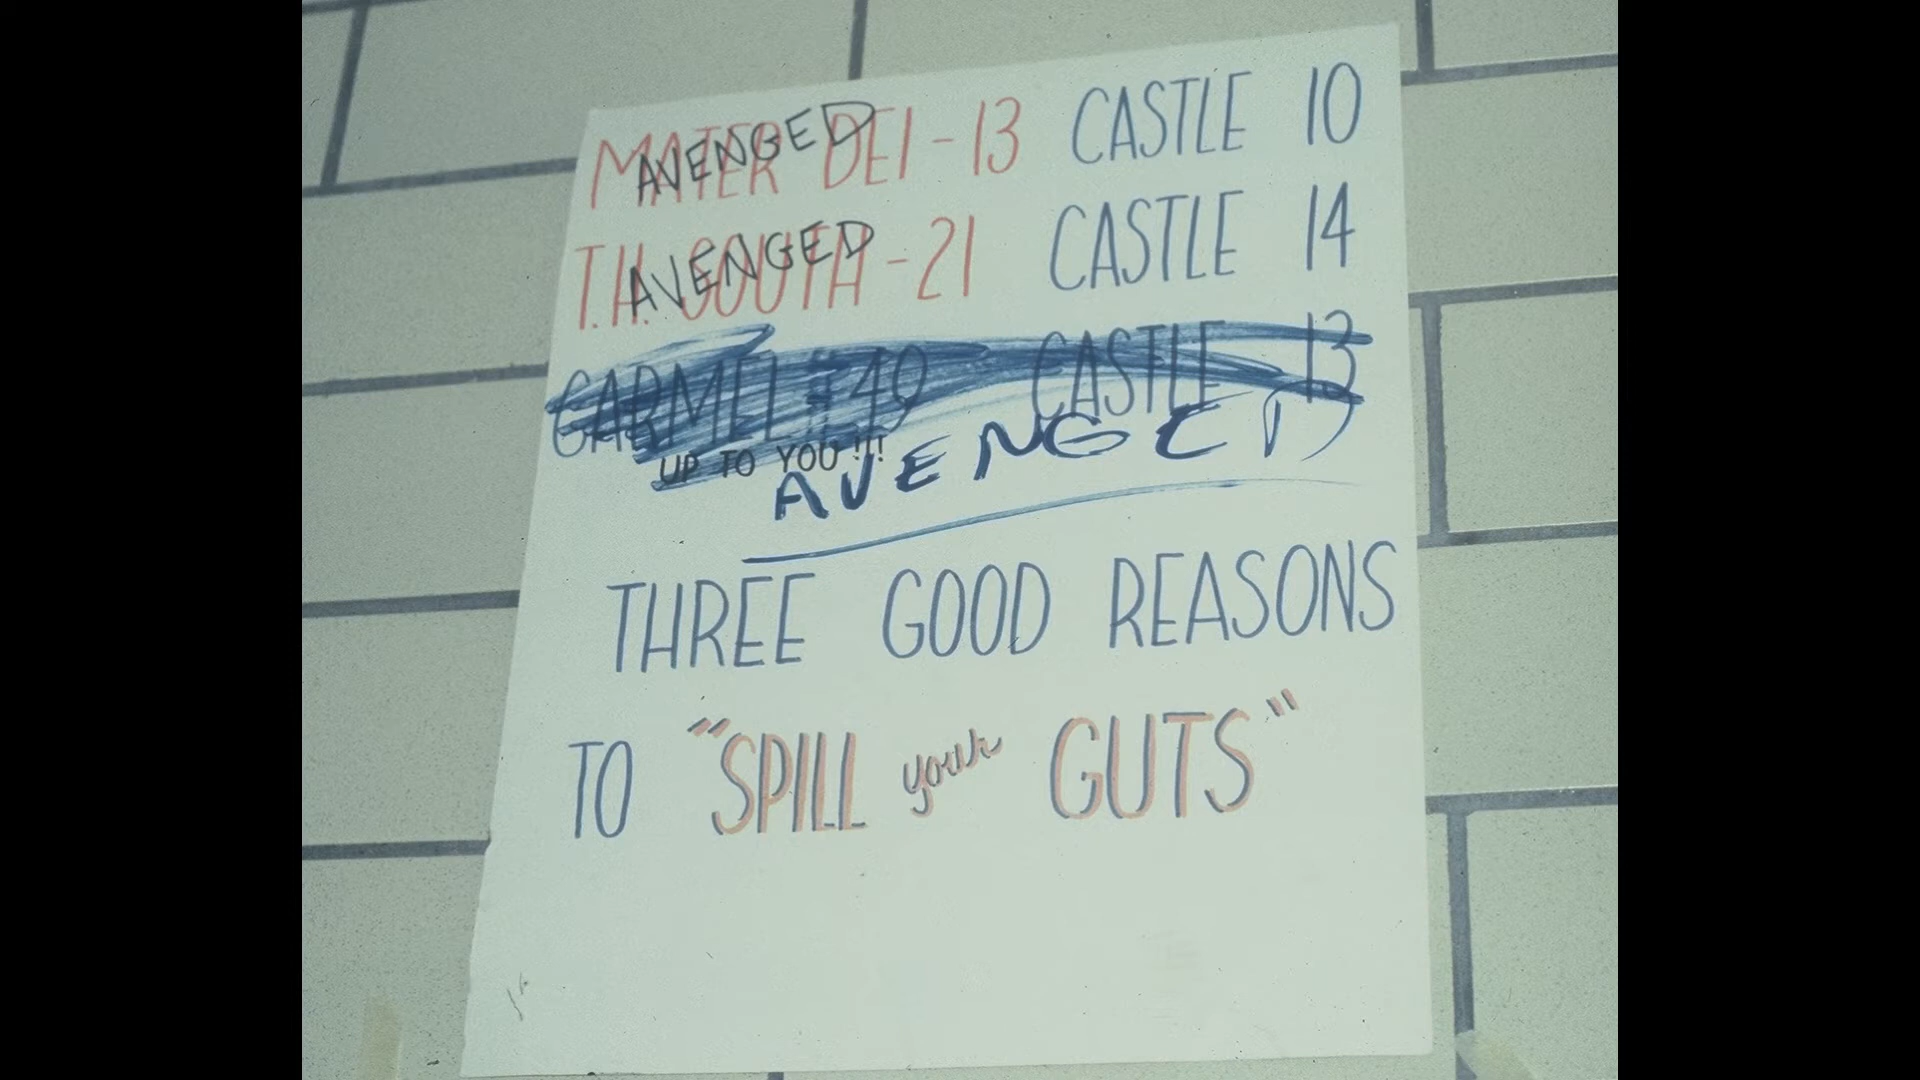 MATER DEI - 13 CASTLE 10
AVENGED
T.H. SOUTH - 21 CASTLE 14
AVENGED
CARMEL - 40 CASTLE 13
UP TO YOU!!!
AVENGED
THREE GOOD REASONS
TO "SPILL your GUTS"